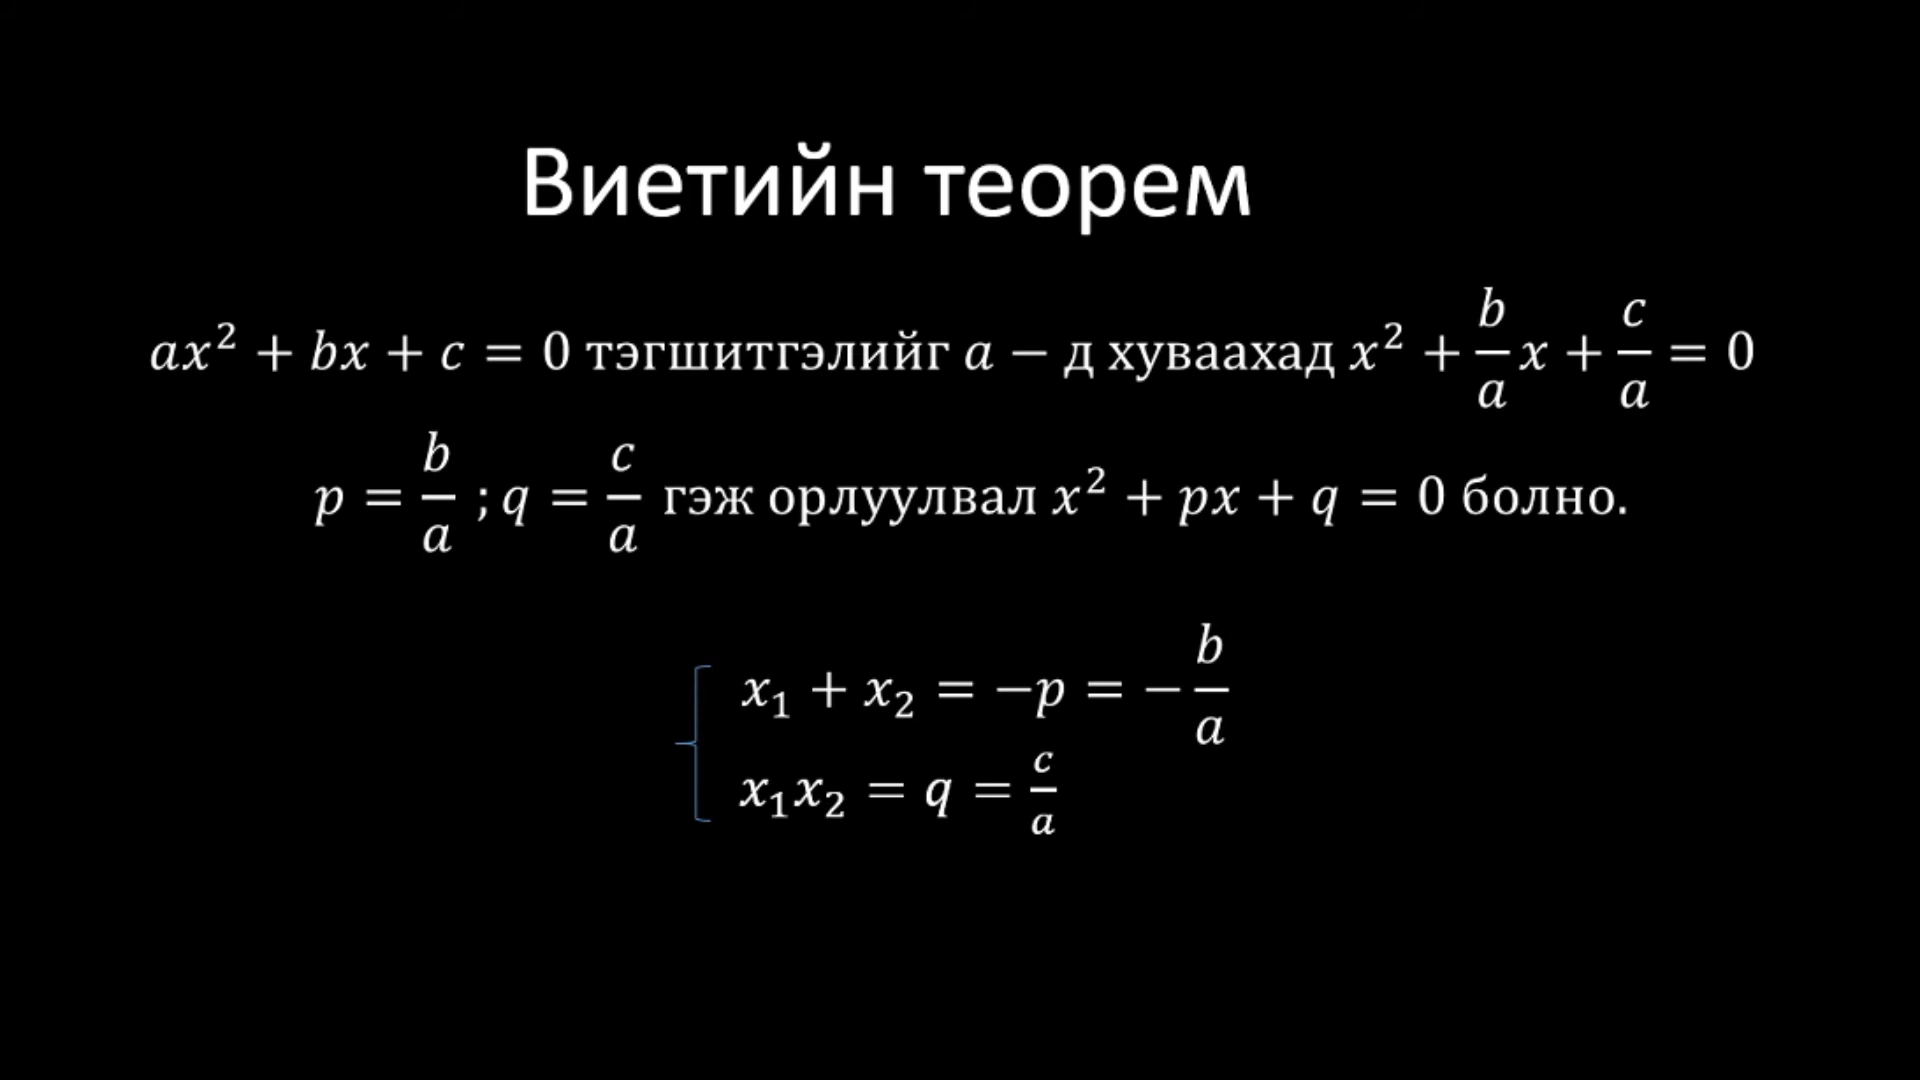 Виетийн теорем
ax² + bx + c = 0 тэгшитгэлийг a − д хуваахад x² + b/a x + c/a = 0
p = b/a ; q = c/a гэж орлуулвал x² + px + q = 0 болно.
x₁ + x₂ = −p = − b/a
x₁x₂ = q = c/a